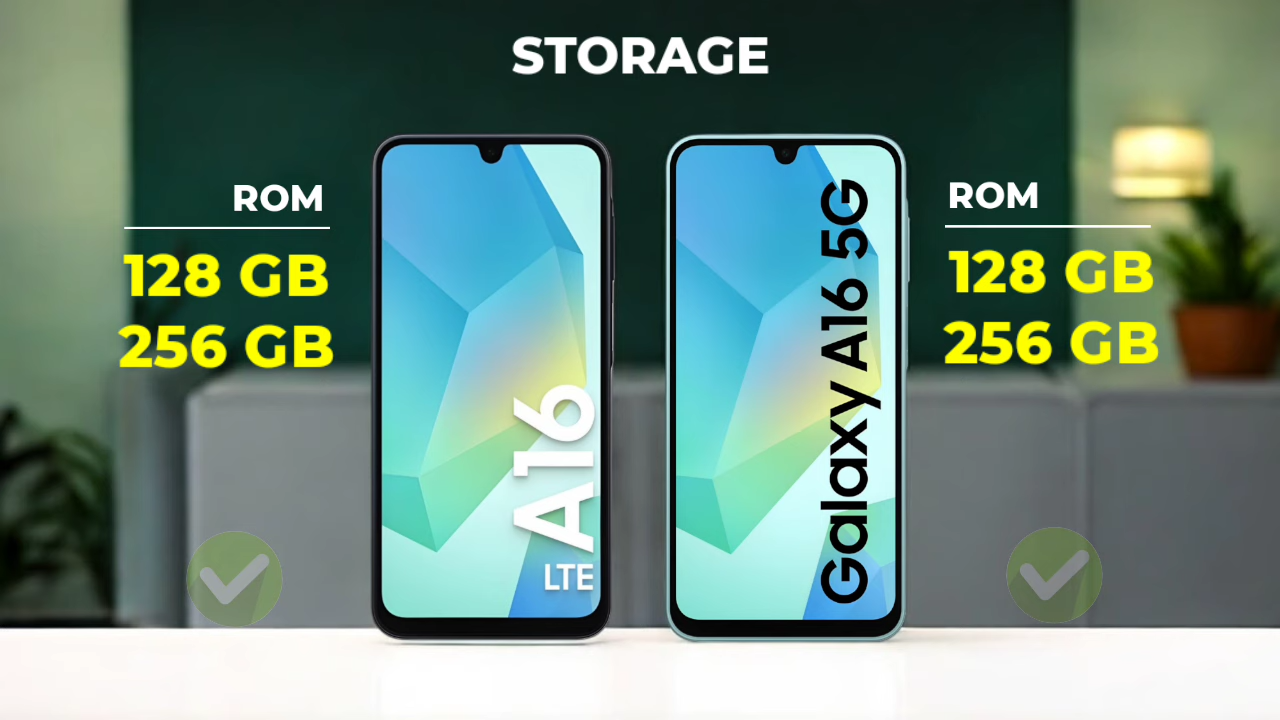 STORAGE
ROM
128 GB
256 GB
A16
LTE
Galaxy A16 5G
ROM
128 GB
256 GB